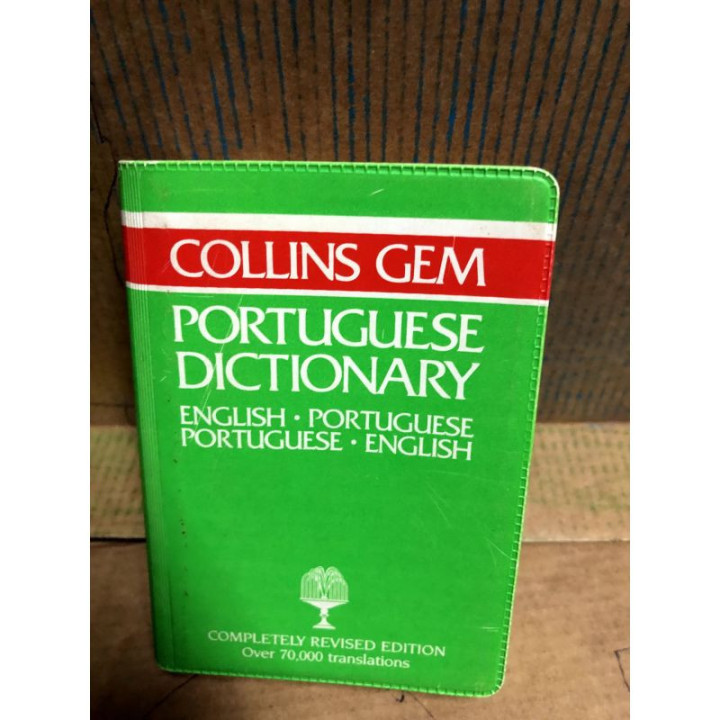 COLLINS GEM
PORTUGUESE
DICTIONARY
ENGLISH • PORTUGUESE
PORTUGUESE • ENGLISH
COMPLETELY REVISED EDITION
Over 70,000 translations